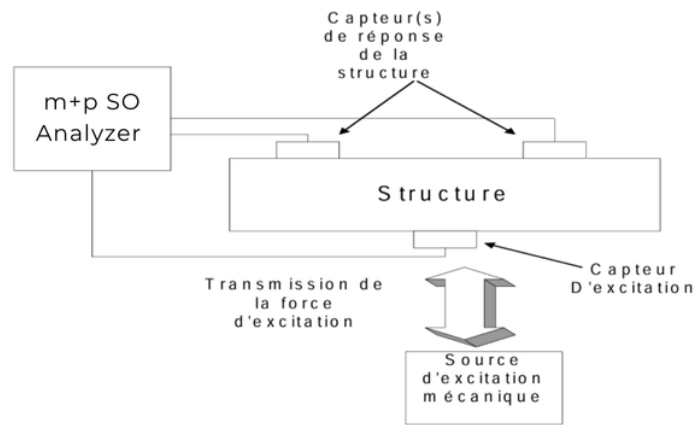 Capteur(s)
de réponse
de la
structure
m+p SO
Analyzer
Structure
Capteur
D'excitation
Transmission de
la force
d'excitation
Source
d'excitation
mécanique